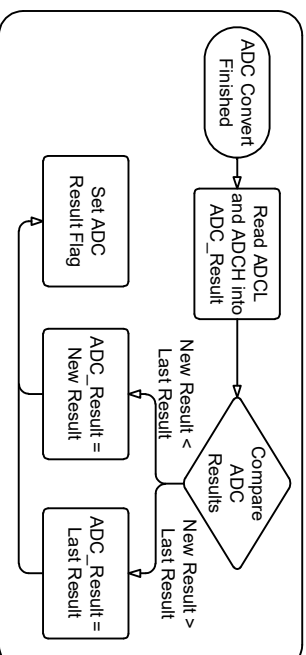 ADC Convert
Finished
Read ADCL
and ADCH into
ADC_Result
Compare
ADC
Results
New Result <
Last Result
New Result >
Last Result
ADC_Result =
New Result
ADC_Result =
Last Result
Set ADC
Result Flag